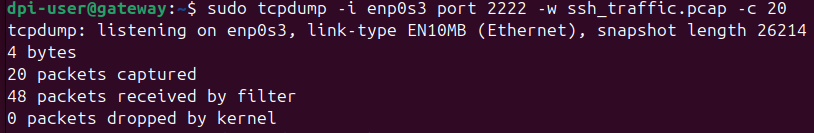 dpi-user@gateway:~$ sudo tcpdump -i enp0s3 port 2222 -w ssh_traffic.pcap -c 20
tcpdump: listening on enp0s3, link-type EN10MB (Ethernet), snapshot length 26214
4 bytes
20 packets captured
48 packets received by filter
0 packets dropped by kernel